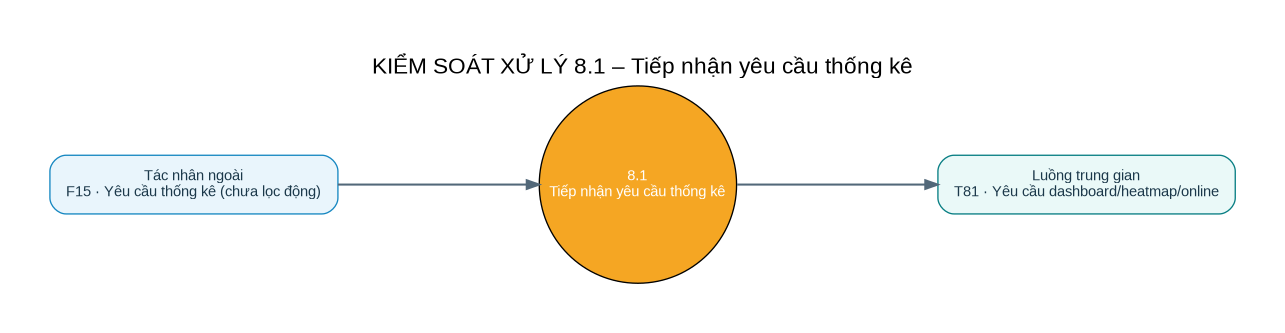 KIỂM SOÁT XỬ LÝ 8.1 – Tiếp nhận yêu cầu thống kê
Tác nhân ngoài
F15 · Yêu cầu thống kê (chưa lọc động)
8.1
Tiếp nhận yêu cầu thống kê
Luồng trung gian
T81 · Yêu cầu dashboard/heatmap/online